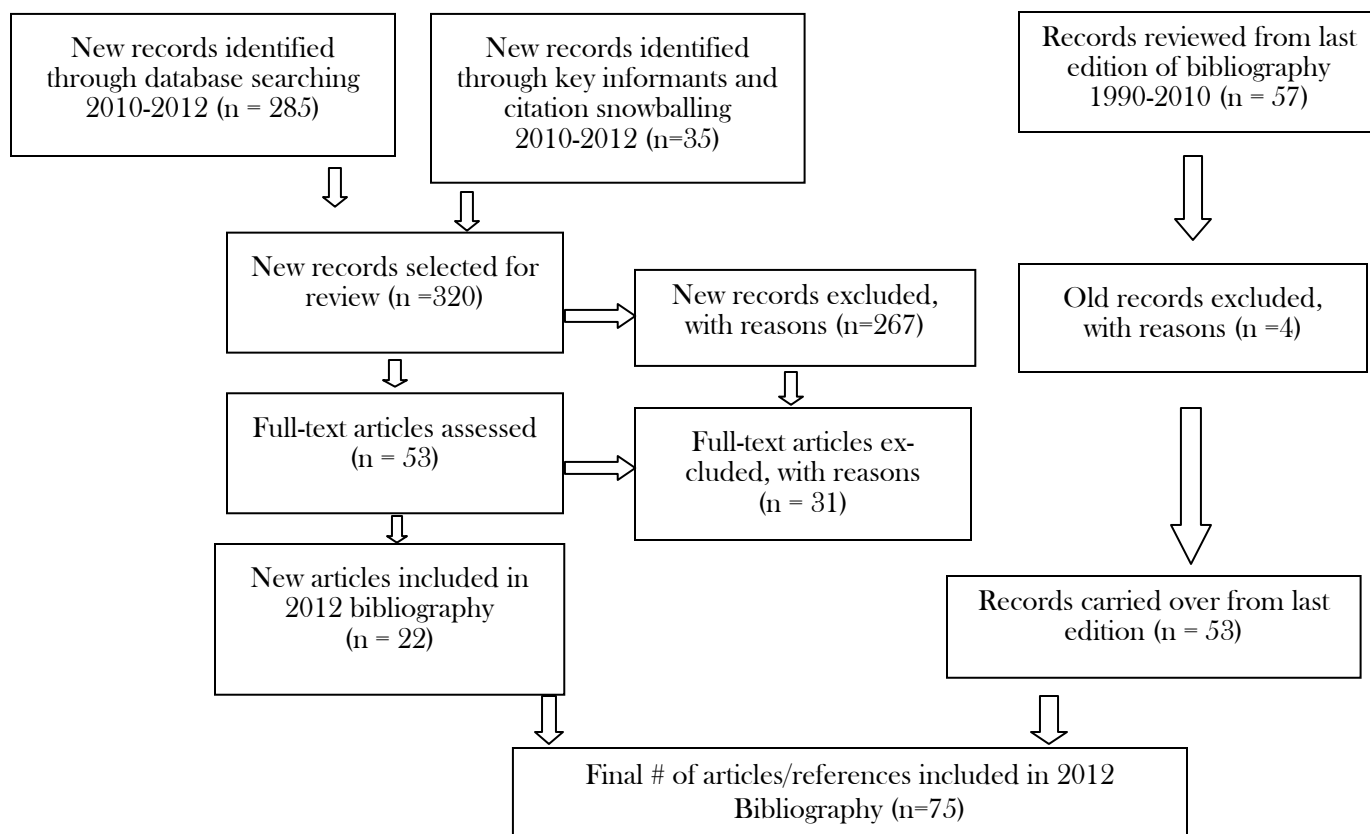 New records identified
through database searching
2010-2012 (n = 285)
New records identified
through key informants and
citation snowballing
2010-2012 (n=35)
Records reviewed from last
edition of bibliography
1990-2010 (n = 57)
New records selected for
review (n =320)
New records excluded,
with reasons (n=267)
Old records excluded,
with reasons (n =4)
Full-text articles assessed
(n = 53)
Full-text articles ex-
cluded, with reasons
(n = 31)
New articles included in
2012 bibliography
(n = 22)
Records carried over from last
edition (n = 53)
Final # of articles/references included in 2012
Bibliography (n=75)